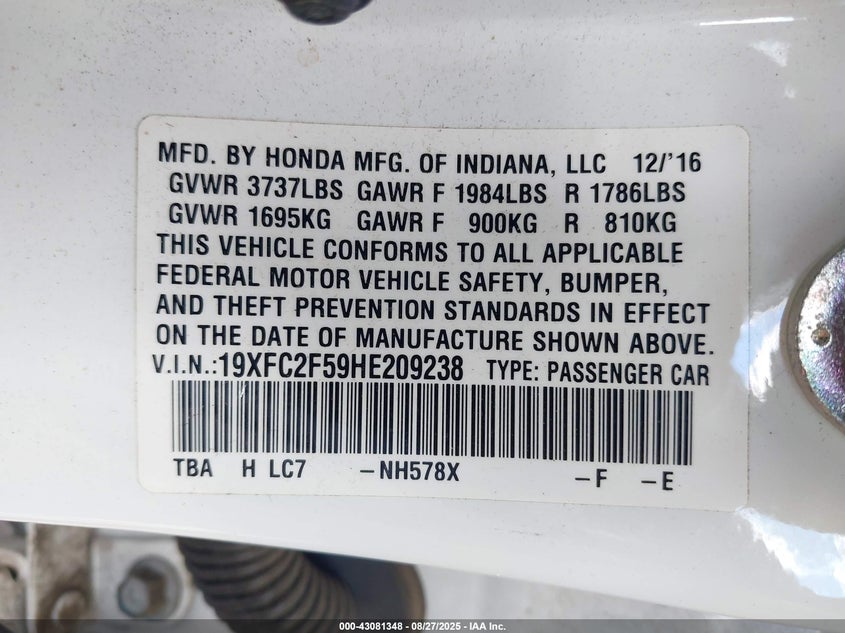 MFD. BY HONDA MFG. OF INDIANA, LLC 12/'16
GVWR 3737LBS GAWR F 1984LBS R 1786LBS
GVWR 1695KG GAWR F 900KG R 810KG
THIS VEHICLE CONFORMS TO ALL APPLICABLE
FEDERAL MOTOR VEHICLE SAFETY, BUMPER,
AND THEFT PREVENTION STANDARDS IN EFFECT
ON THE DATE OF MANUFACTURE SHOWN ABOVE.
V.I.N.:19XFC2F59HE209238 TYPE: PASSENGER CAR
TBA H LC7 -NH578X -F -E
000-43081348 - 08/27/2025 - IAA Inc.